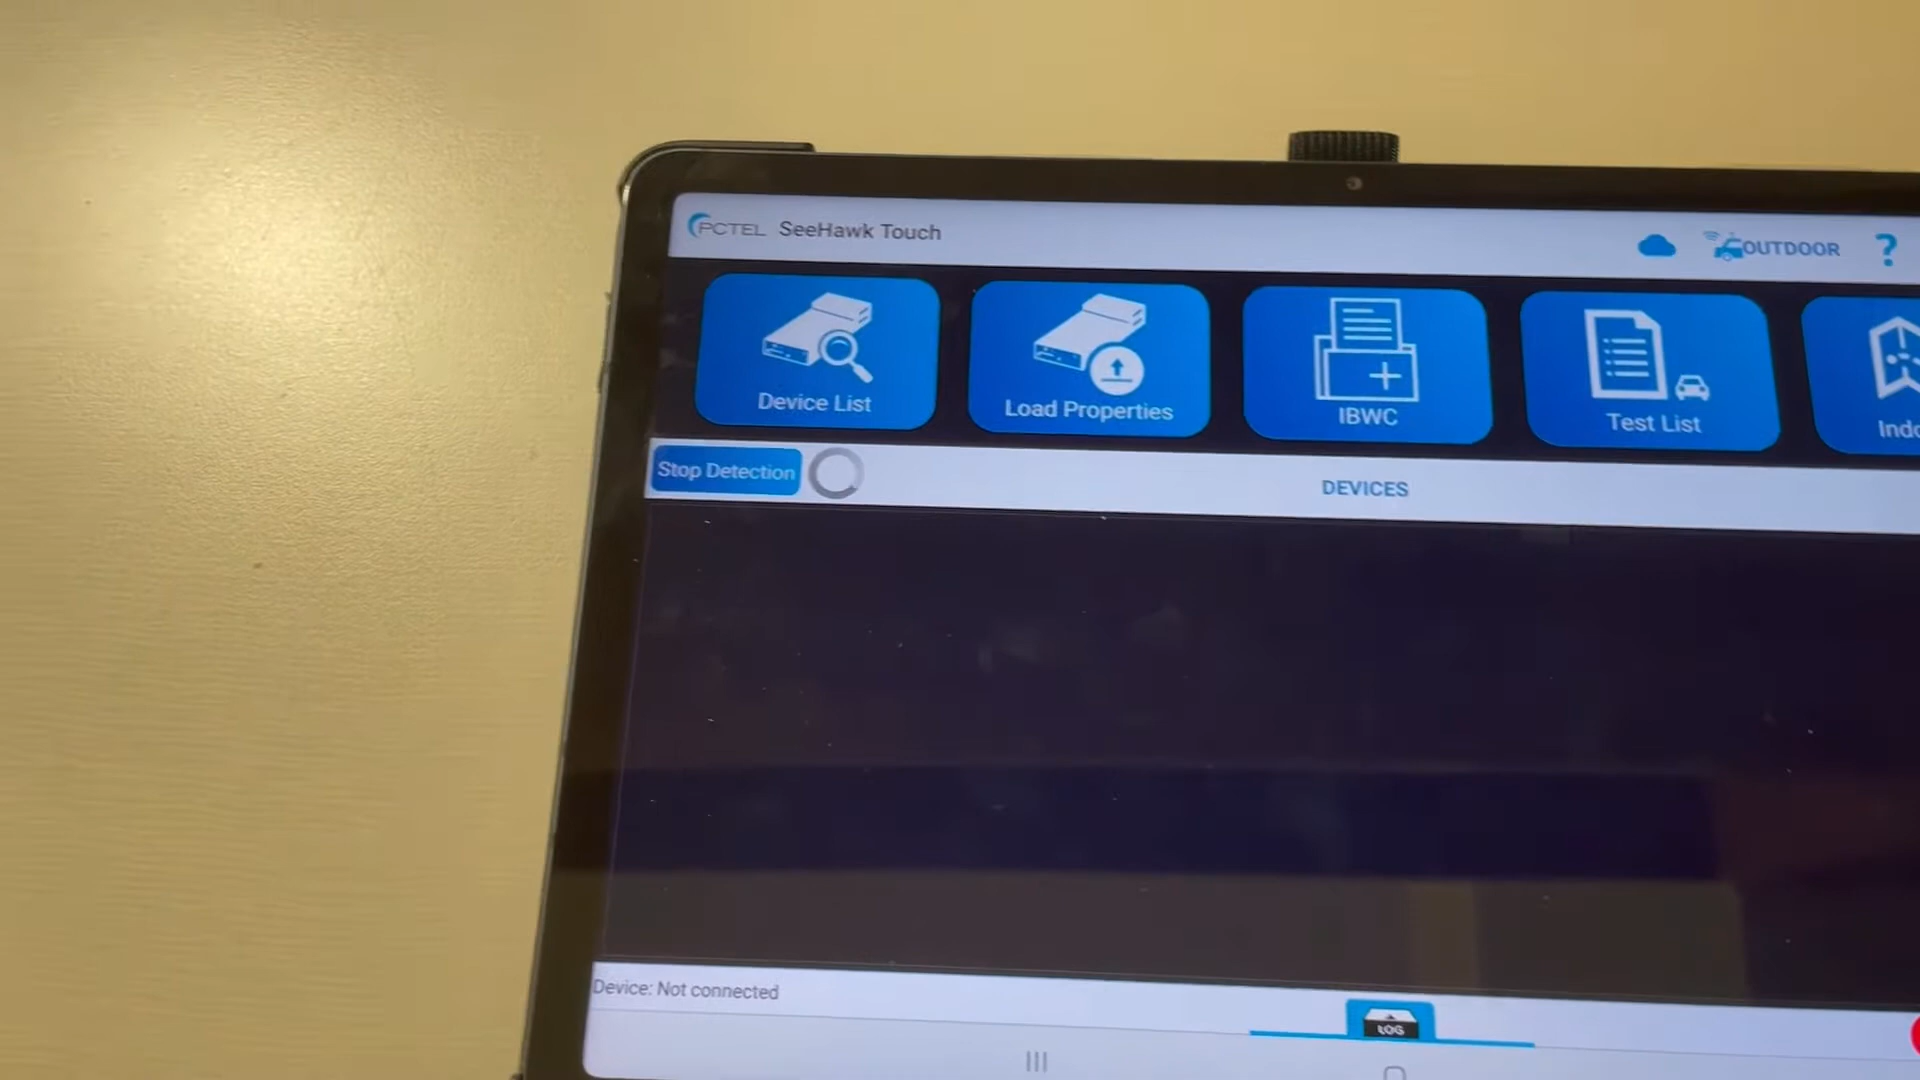 PCTEL SeeHawk Touch
OUTDOOR ?
Device List
Load Properties
IBWC
Test List
Stop Detection
DEVICES
Device: Not connected
LOG